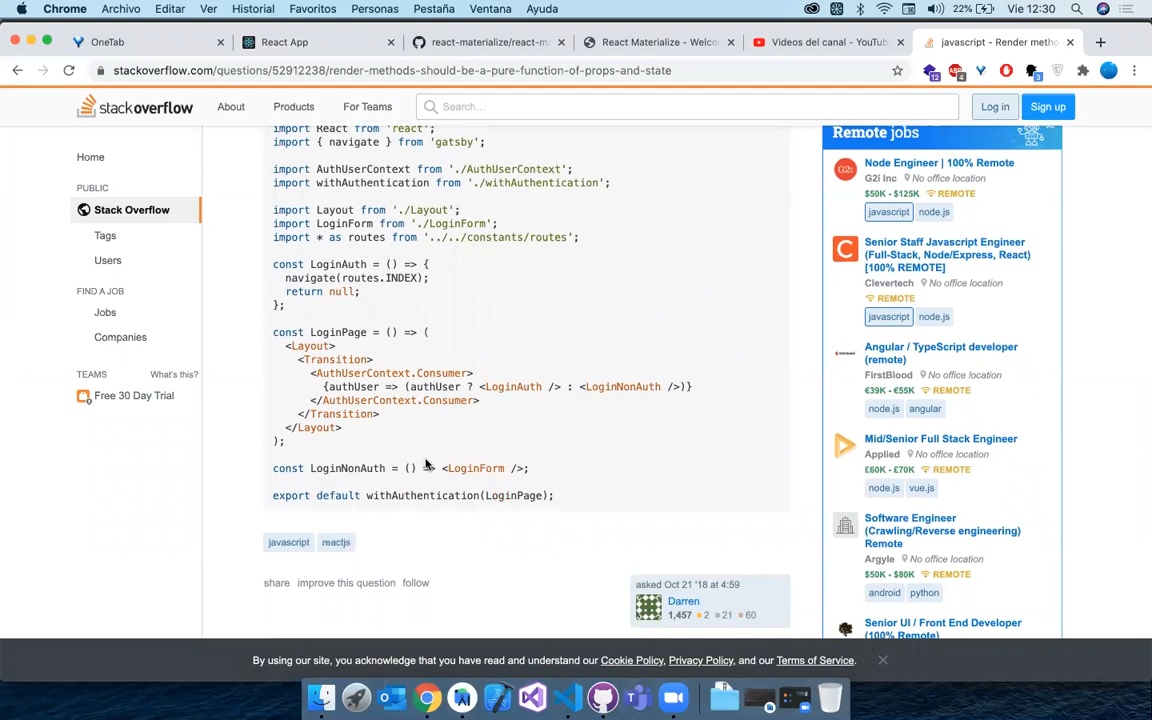 Chrome Archivo Editar Ver Historial Favoritos Personas Pestaña Ventana Ayuda 22% Vie 12:30
OneTab React App react-materialize/react-m React Materialize - Welco Videos del canal - YouTub javascript - Render metho
stackoverflow.com/questions/52912238/render-methods-should-be-a-pure-function-of-props-and-state 12 4 3
stack overflow About Products For Teams Search... Log in Sign up
Home
PUBLIC
Stack Overflow
Tags
Users
FIND A JOB
Jobs
Companies
TEAMS What's this?
Free 30 Day Trial
import React from 'react';
import { navigate } from 'gatsby';
import AuthUserContext from './AuthUserContext';
import withAuthentication from './withAuthentication';
import Layout from './Layout';
import LoginForm from './LoginForm';
import * as routes from '../../constants/routes';
const LoginAuth = () => {
navigate(routes.INDEX);
return null;
};
const LoginPage = () => (
<Layout>
<Transition>
<AuthUserContext.Consumer>
{authUser => (authUser ? <LoginAuth /> : <LoginNonAuth />)}
</AuthUserContext.Consumer>
</Transition>
</Layout>
);
const LoginNonAuth = () => <LoginForm />;
export default withAuthentication(LoginPage);
javascript reactjs
share improve this question follow
asked Oct 21 '18 at 4:59
Darren
1,457 2 21 60
Remote jobs
Node Engineer | 100% Remote
G2i Inc No office location
$50K - $125K REMOTE
javascript node.js
Senior Staff Javascript Engineer
(Full-Stack, Node/Express, React)
[100% REMOTE]
Clevertech No office location
REMOTE
javascript node.js
Angular / TypeScript developer
(remote)
FirstBlood No office location
€39K - €55K REMOTE
node.js angular
Mid/Senior Full Stack Engineer
Applied No office location
£60K - £70K REMOTE
node.js vue.js
Software Engineer
(Crawling/Reverse engineering)
Remote
Argyle No office location
$50K - $80K REMOTE
android python
Senior UI / Front End Developer
(100% Remote)
By using our site, you acknowledge that you have read and understand our Cookie Policy, Privacy Policy, and our Terms of Service.